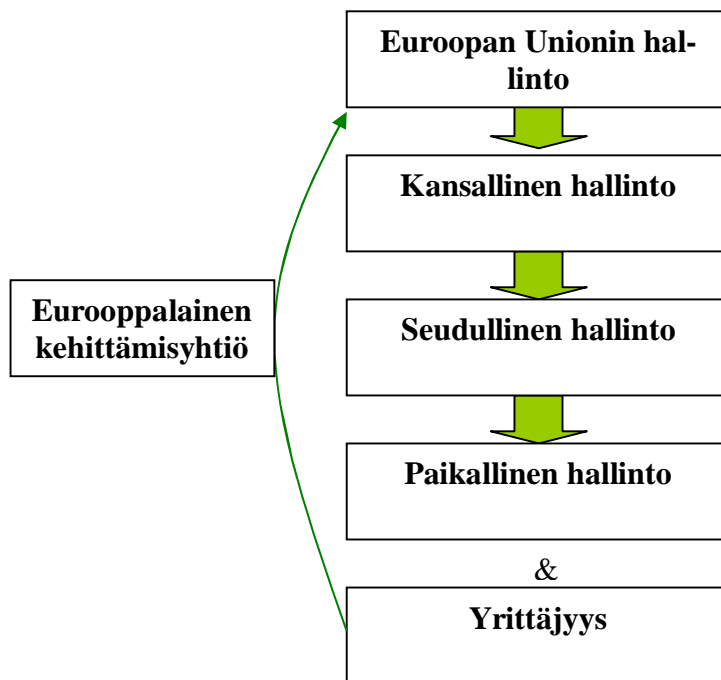 Euroopan Unionin hal-
linto
Kansallinen hallinto
Eurooppalainen
kehittämisyhtiö
Seudullinen hallinto
Paikallinen hallinto
&
Yrittäjyys